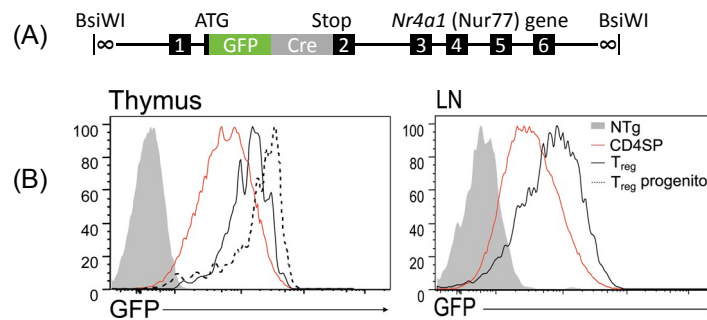 (A)
BsiWI ATG Stop Nr4a1 (Nur77) gene BsiWI
∞ 1 GFP Cre 2 3 4 5 6 ∞
(B)
Thymus
100
80
60
40
20
0
GFP
LN
100
80
60
40
20
0
GFP
NTg
CD4SP
Treg
Treg progenito